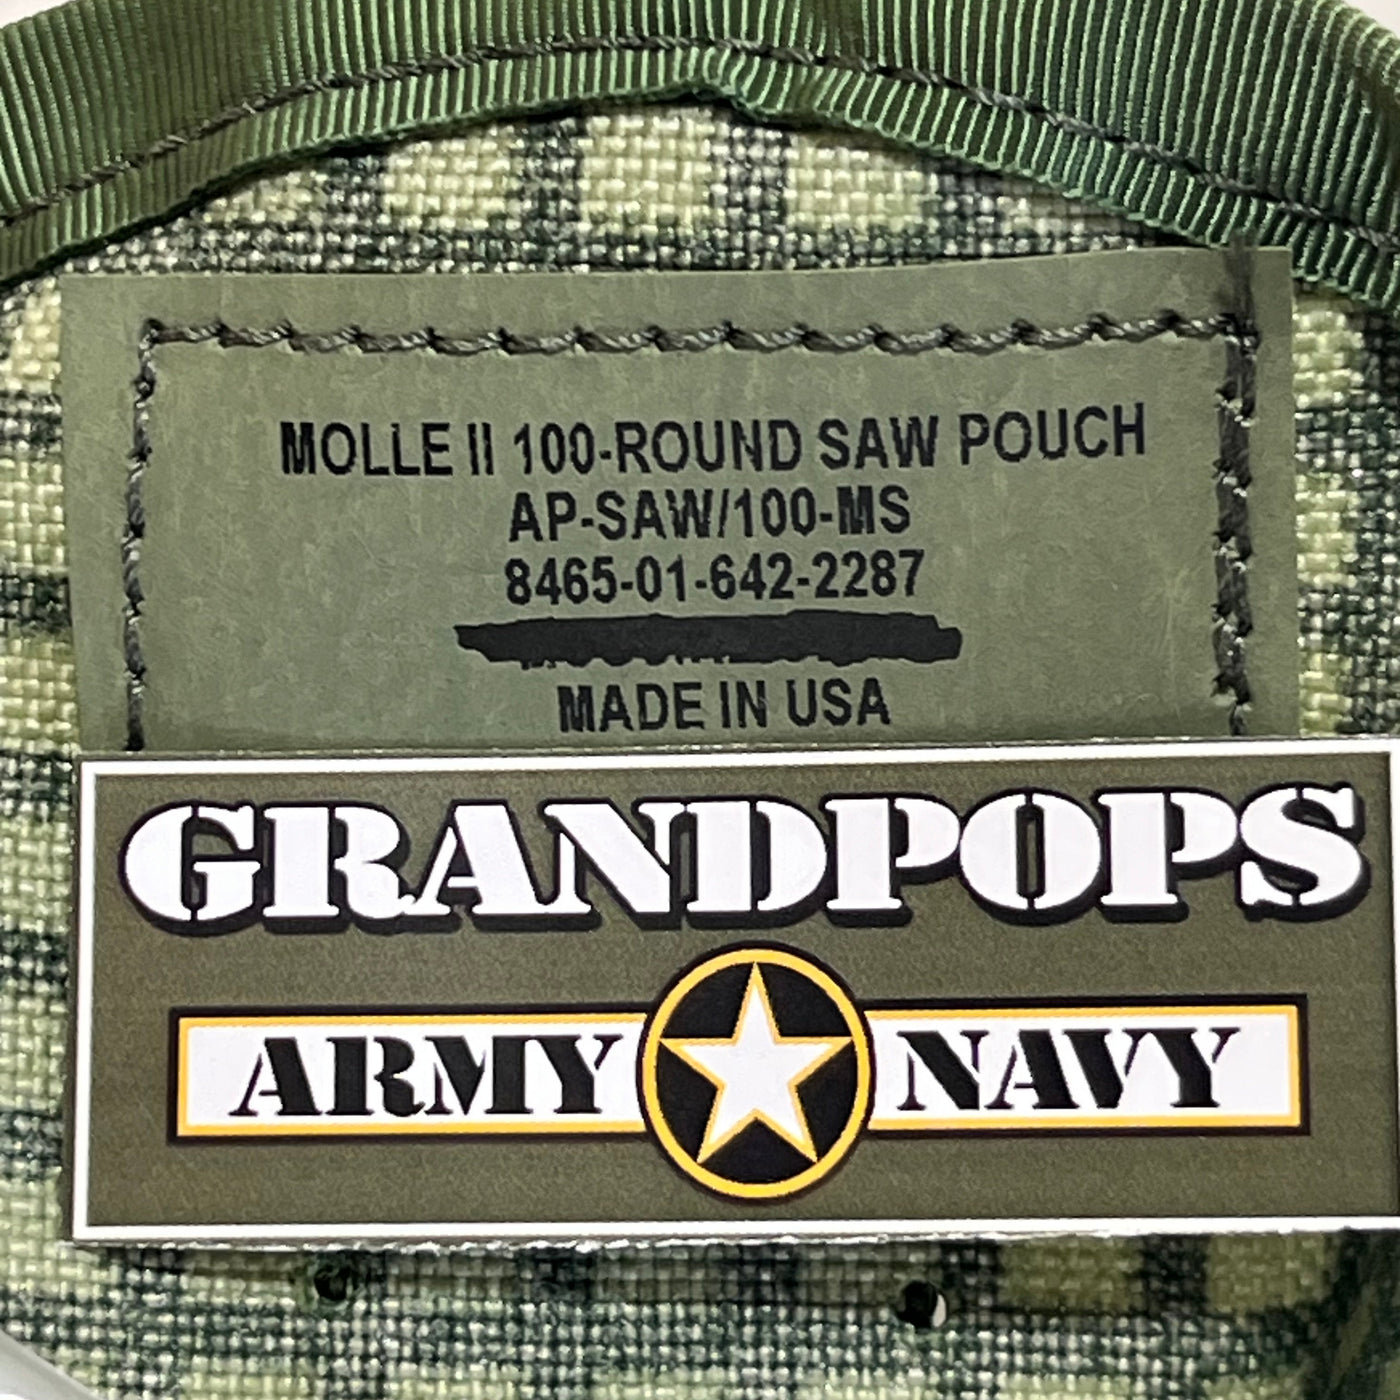 MOLLE II 100-ROUND SAW POUCH
AP-SAW/100-MS
8465-01-642-2287
MADE IN USA
GRANDPOPS
ARMY NAVY